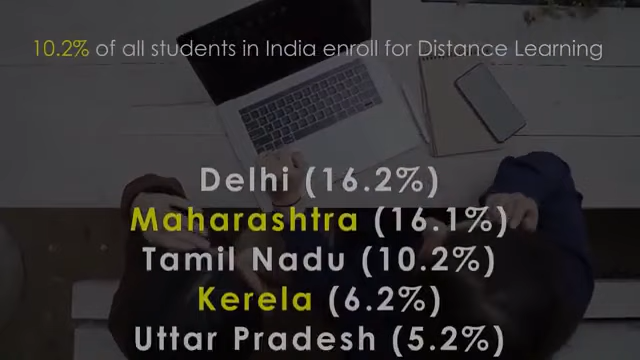 10.2% of all students in India enroll for Distance Learning
Delhi (16.2%)
Maharashtra (16.1%)
Tamil Nadu (10.2%)
Kerela (6.2%)
Uttar Pradesh (5.2%)